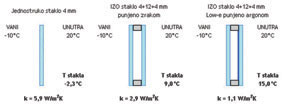 Jednostruko staklo 4 mm
VANI
-10°C
UNUTRA
20°C
T stakla
-2,3°C
k = 5,9 W/m²K
IZO staklo 4+12+4 mm
punjeno zrakom
VANI
-10°C
UNUTRA
20°C
T stakla
9,0°C
k = 2,9 W/m²K
IZO staklo 4+12+4 mm
Low-e punjeno argonom
VANI
-10°C
UNUTRA
20°C
T stakla
15,0°C
k = 1,1 W/m²K